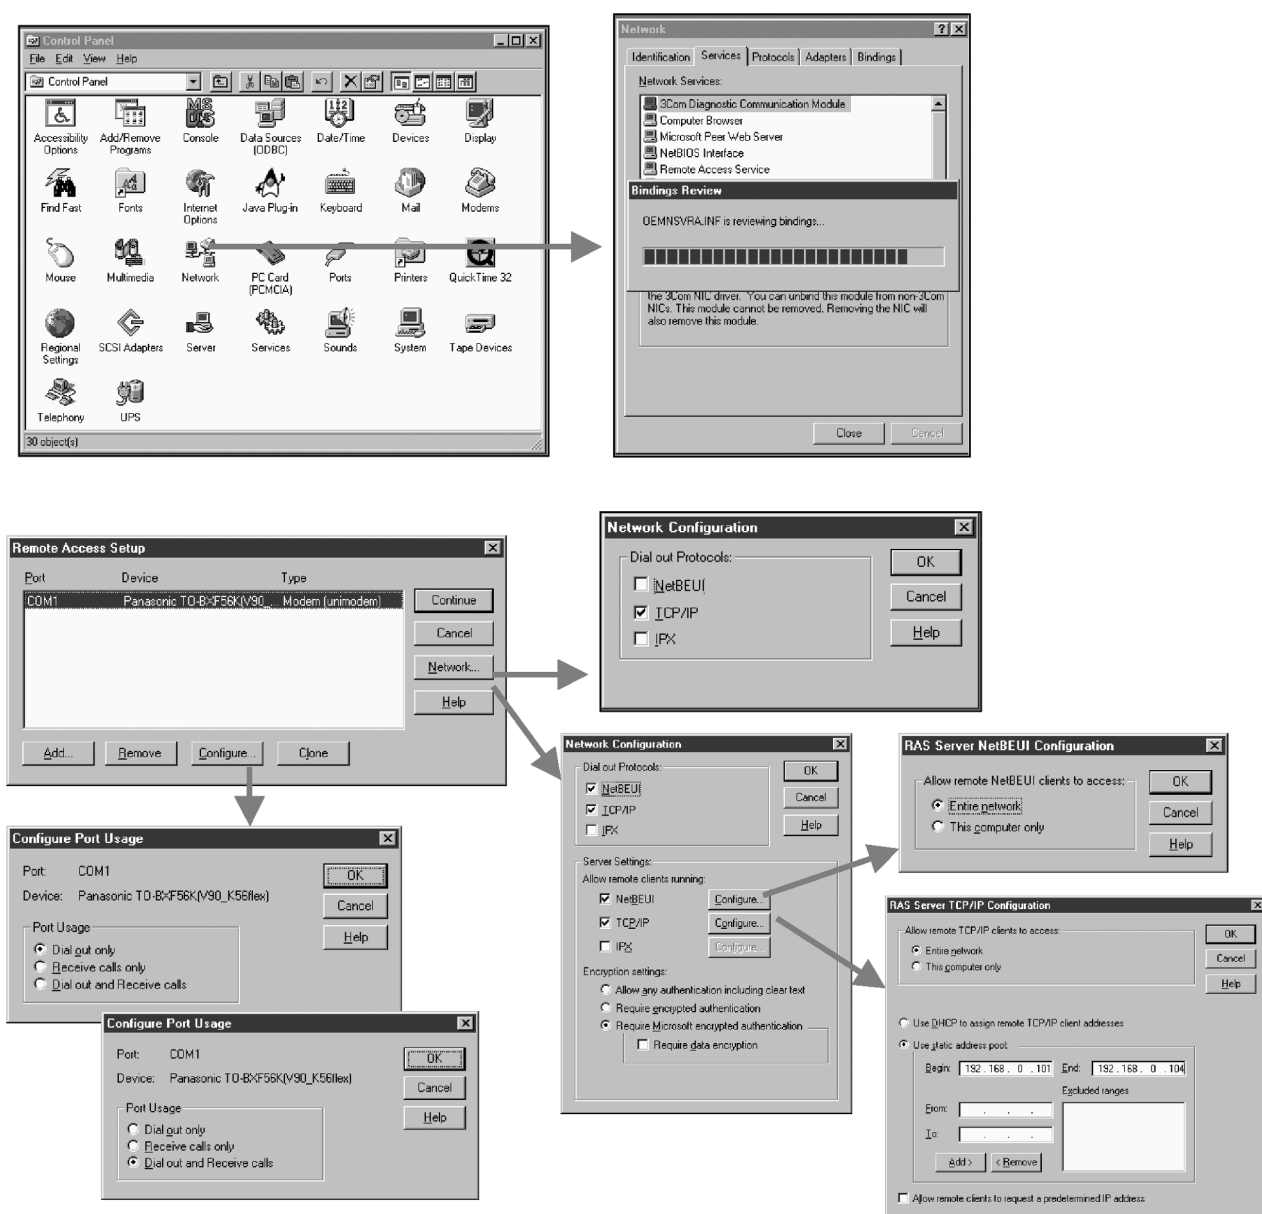 Control Panel
File Edit View Help
Control Panel
Accessibility Options
Add/Remove Programs
Console
Data Sources (ODBC)
Date/Time
Devices
Display
Find Fast
Fonts
Internet Options
Java Plug-in
Keyboard
Mail
Modems
Mouse
Multimedia
Network
PC Card (PCMCIA)
Ports
Printers
QuickTime 32
Regional Settings
SCSI Adapters
Server
Services
Sounds
System
Tape Devices
Telephony
UPS
30 object(s)
Network
Identification Services Protocols Adapters Bindings
Network Services:
3Com Diagnostic Communication Module
Computer Browser
Microsoft Peer Web Server
NetBIOS Interface
Remote Access Service
Bindings Review
OEMNSVRA.INF is reviewing bindings...
the 3Com NIC driver. You can unbind this module from non-3Com
NICs. This module cannot be removed. Removing the NIC will
also remove this module.
Close Cancel
Remote Access Setup
Port Device Type
COM1 Panasonic TO-BXF56K(V90_... Modem (unimodem)
Continue
Cancel
Network...
Help
Add... Remove Configure... Clone
Network Configuration
Dial out Protocols:
NetBEUI
TCP/IP
IPX
OK
Cancel
Help
Configure Port Usage
Port: COM1
Device: Panasonic TO-BXF56K(V90_K56flex)
Port Usage
Dial out only
Receive calls only
Dial out and Receive calls
OK
Cancel
Help
Configure Port Usage
Port: COM1
Device: Panasonic TO-BXF56K(V90_K56flex)
Port Usage
Dial out only
Receive calls only
Dial out and Receive calls
OK
Cancel
Help
Network Configuration
Dial out Protocols:
NetBEUI
TCP/IP
IPX
OK
Cancel
Help
Server Settings:
Allow remote clients running:
NetBEUI Configure...
TCP/IP Configure...
IPX Configure...
Encryption settings:
Allow any authentication including clear text
Require encrypted authentication
Require Microsoft encrypted authentication
Require data encryption
RAS Server NetBEUI Configuration
Allow remote NetBEUI clients to access:
Entire network
This computer only
OK
Cancel
Help
RAS Server TCP/IP Configuration
Allow remote TCP/IP clients to access:
Entire network
This computer only
OK
Cancel
Help
Use DHCP to assign remote TCP/IP client addresses
Use static address pool:
Begin: 192.168. 0 .101 End: 192.168. 0 .104
Excluded ranges
From: . . .
To: . . .
Add > < Remove
Allow remote clients to request a predetermined IP address